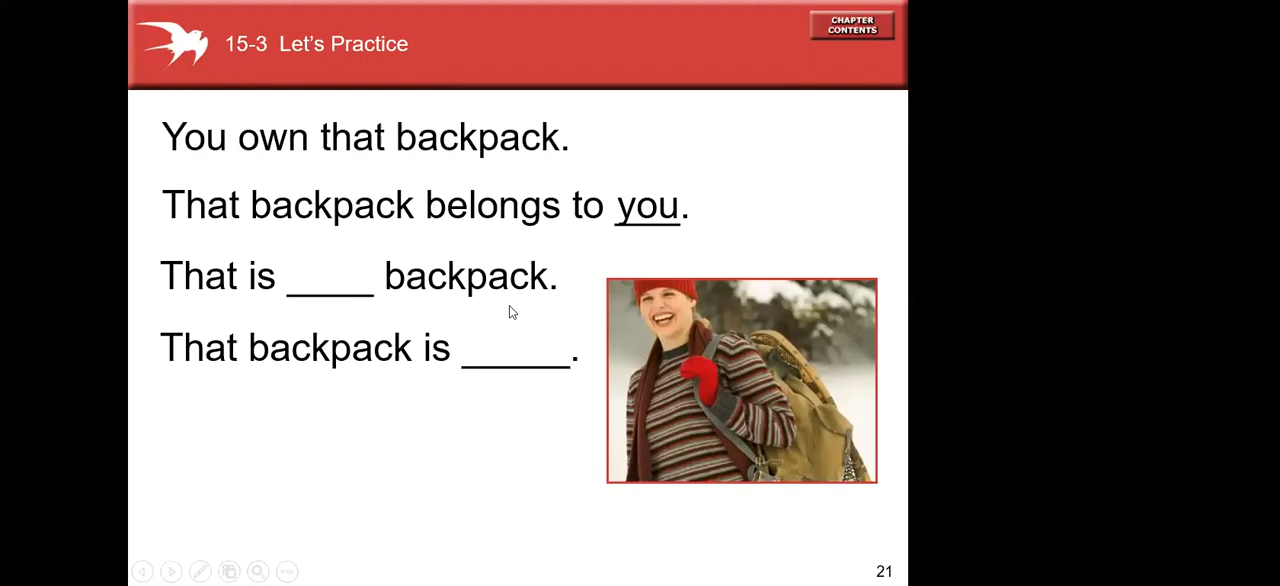 CHAPTER
CONTENTS
15-3 Let's Practice
You own that backpack.
That backpack belongs to you.
That is ____ backpack.
That backpack is _____.
21